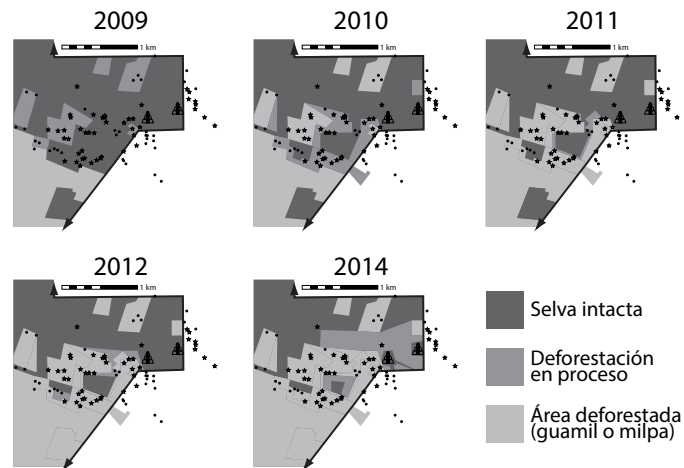 2009
1 km
2010
1 km
2011
1 km
2012
1 km
2014
1 km
Selva intacta
Deforestación
en proceso
Área deforestada
(guamil o milpa)